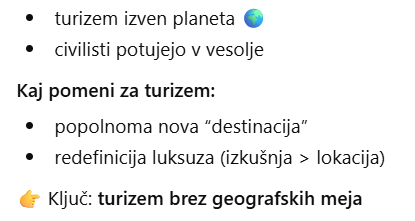 • turizem izven planeta 🌍
• civilisti potujejo v vesolje
Kaj pomeni za turizem:
• popolnoma nova “destinacija”
• redefinicija luksuza (izkušnja > lokacija)
👉 Ključ: turizem brez geografskih meja